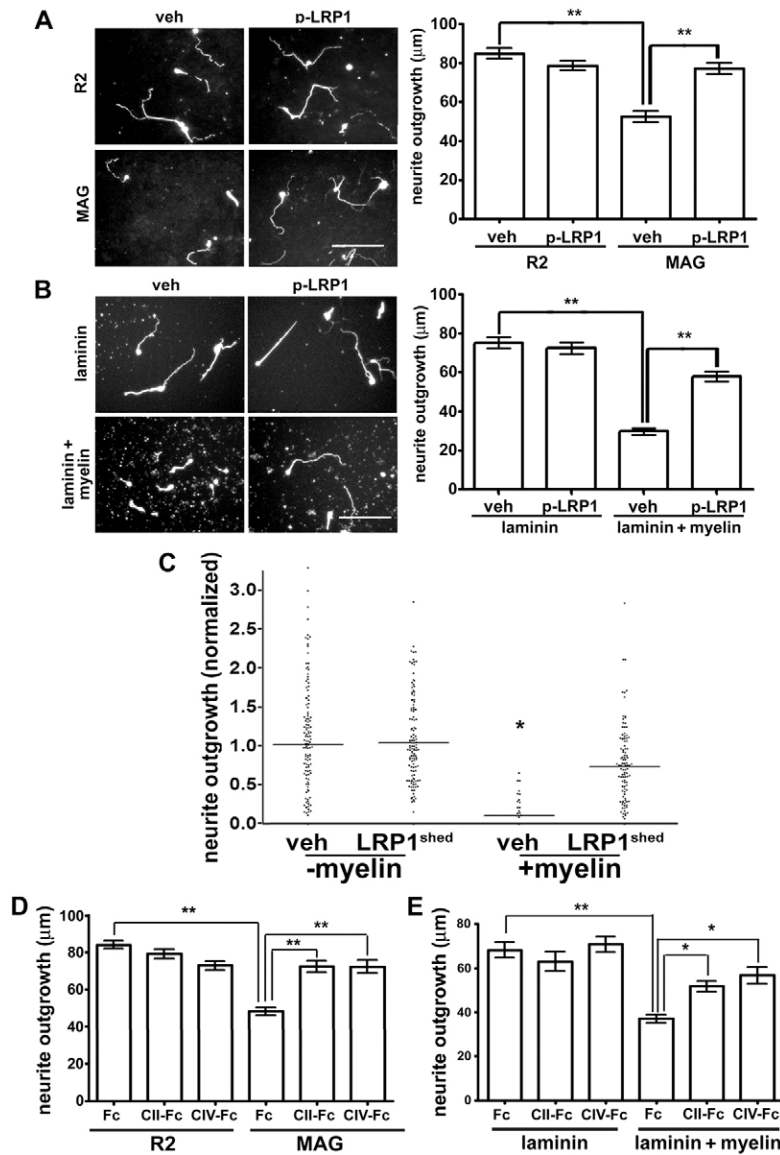 A
veh
p-LRP1
R2
MAG
neurite outgrowth (μm)
100
80
60
40
20
0
**
**
veh
p-LRP1
veh
p-LRP1
R2
MAG
B
veh
p-LRP1
laminin
laminin +
myelin
neurite outgrowth (μm)
100
80
60
40
20
0
**
**
veh
p-LRP1
veh
p-LRP1
laminin
laminin + myelin
C
neurite outgrowth (normalized)
3.0
2.5
2.0
1.5
1.0
0.5
0.0
*
veh
LRP1shed
veh
LRP1shed
-myelin
+myelin
D
neurite outgrowth (μm)
100
80
60
40
20
0
**
**
**
Fc
CII-Fc
CIV-Fc
Fc
CII-Fc
CIV-Fc
R2
MAG
E
neurite outgrowth (μm)
80
60
40
20
0
**
*
*
Fc
CII-Fc
CIV-Fc
Fc
CII-Fc
CIV-Fc
laminin
laminin + myelin